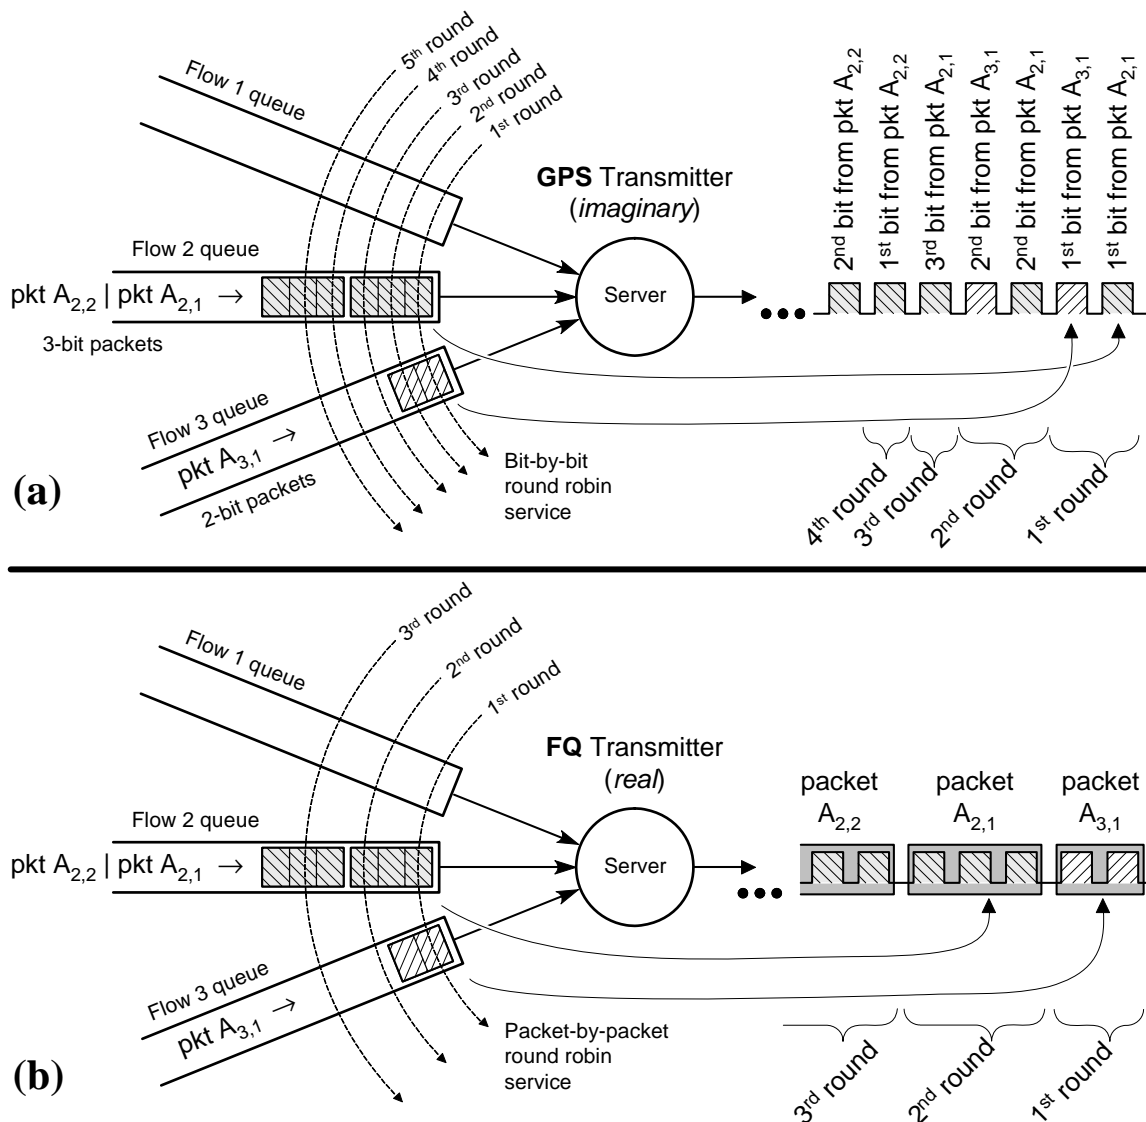 5th round
4th round
3rd round
2nd round
1st round
Flow 1 queue
GPS Transmitter
(imaginary)
Server
Flow 2 queue
pkt A2,2 | pkt A2,1 →
3-bit packets
Flow 3 queue
pkt A3,1 →
2-bit packets
Bit-by-bit
round robin
service
2nd bit from pkt A2,2
1st bit from pkt A2,2
3rd bit from pkt A2,1
2nd bit from pkt A3,1
2nd bit from pkt A2,1
1st bit from pkt A3,1
1st bit from pkt A2,1
4th round
3rd round
2nd round
1st round
(a)
3rd round
2nd round
1st round
Flow 1 queue
FQ Transmitter
(real)
Server
Flow 2 queue
pkt A2,2 | pkt A2,1 →
Flow 3 queue
pkt A3,1 →
Packet-by-packet
round robin
service
packet
A2,2
packet
A2,1
packet
A3,1
3rd round
2nd round
1st round
(b)